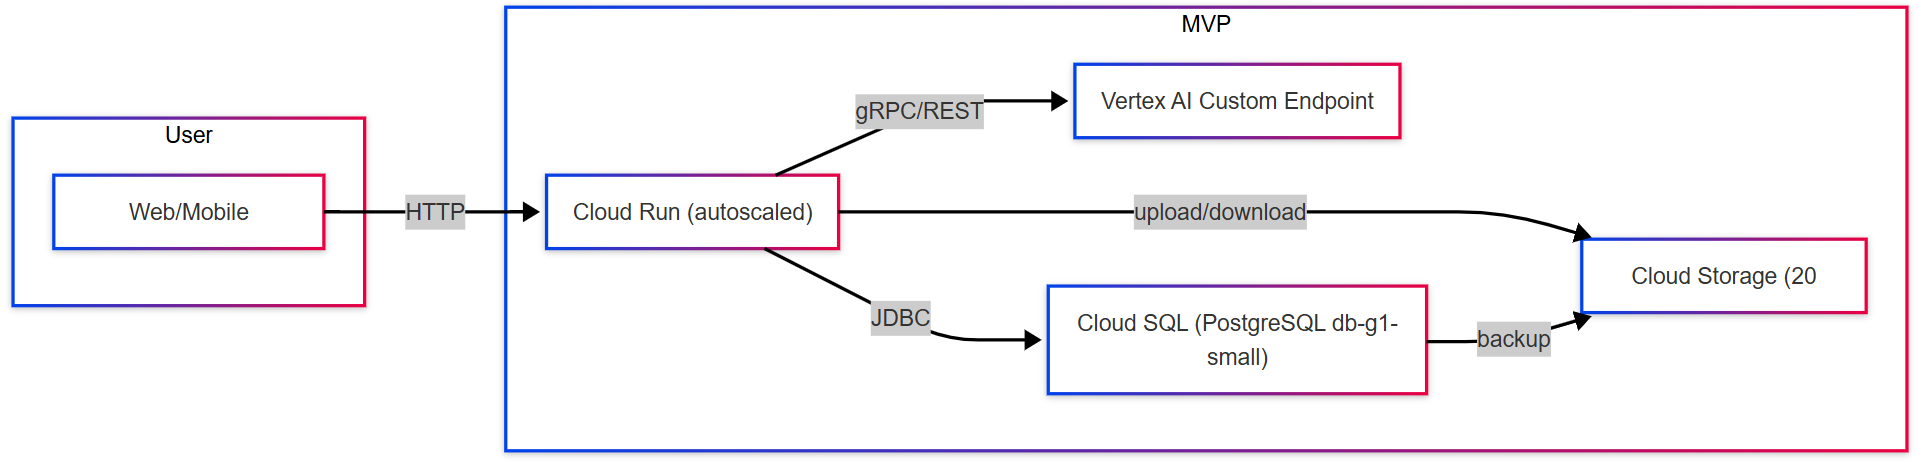 MVP
User
Web/Mobile
HTTP
gRPC/REST
Vertex AI Custom Endpoint
Cloud Run (autoscaled)
upload/download
Cloud Storage (20
JDBC
Cloud SQL (PostgreSQL db-g1-
small)
backup